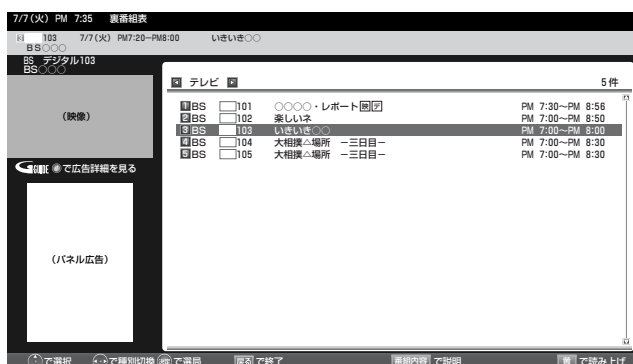 7/7(火) PM 7:35 裏番組表
103 7/7(火) PM7:20~PM8:00 いきいき○○
BS○○○
BS デジタル103
BS○○○
テレビ 5件
(映像)
1 BS 101 ○○○○・レポート映デ PM 7:30~PM 8:56
2 BS 102 楽しいネ PM 7:00~PM 8:50
3 BS 103 いきいき○○ PM 7:00~PM 8:00
4 BS 104 大相撲△場所 -三日目- PM 7:00~PM 8:30
5 BS 105 大相撲△場所 -三日目- PM 7:00~PM 8:30
G GUIDE で広告詳細を見る
(パネル広告)
で選択 で種別切換 決定で選局 戻るで終了 番組内容で説明 黄で読み上げ